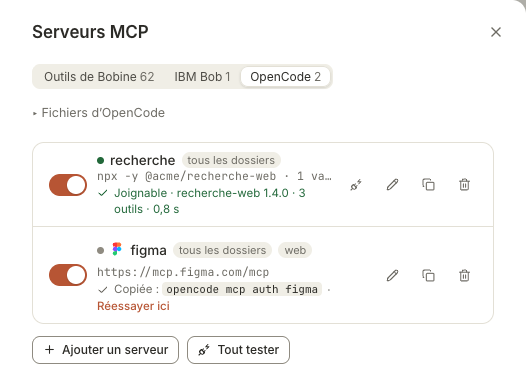 Serveurs MCP
Outils de Bobine 62 IBM Bob 1 OpenCode 2
Fichiers d’OpenCode
recherche tous les dossiers
npx -y @acme/recherche-web · 1 va…
Joignable · recherche-web 1.4.0 · 3
outils · 0,8 s
figma tous les dossiers web
https://mcp.figma.com/mcp
Copiée : opencode mcp auth figma ·
Réessayer ici
Ajouter un serveur Tout tester